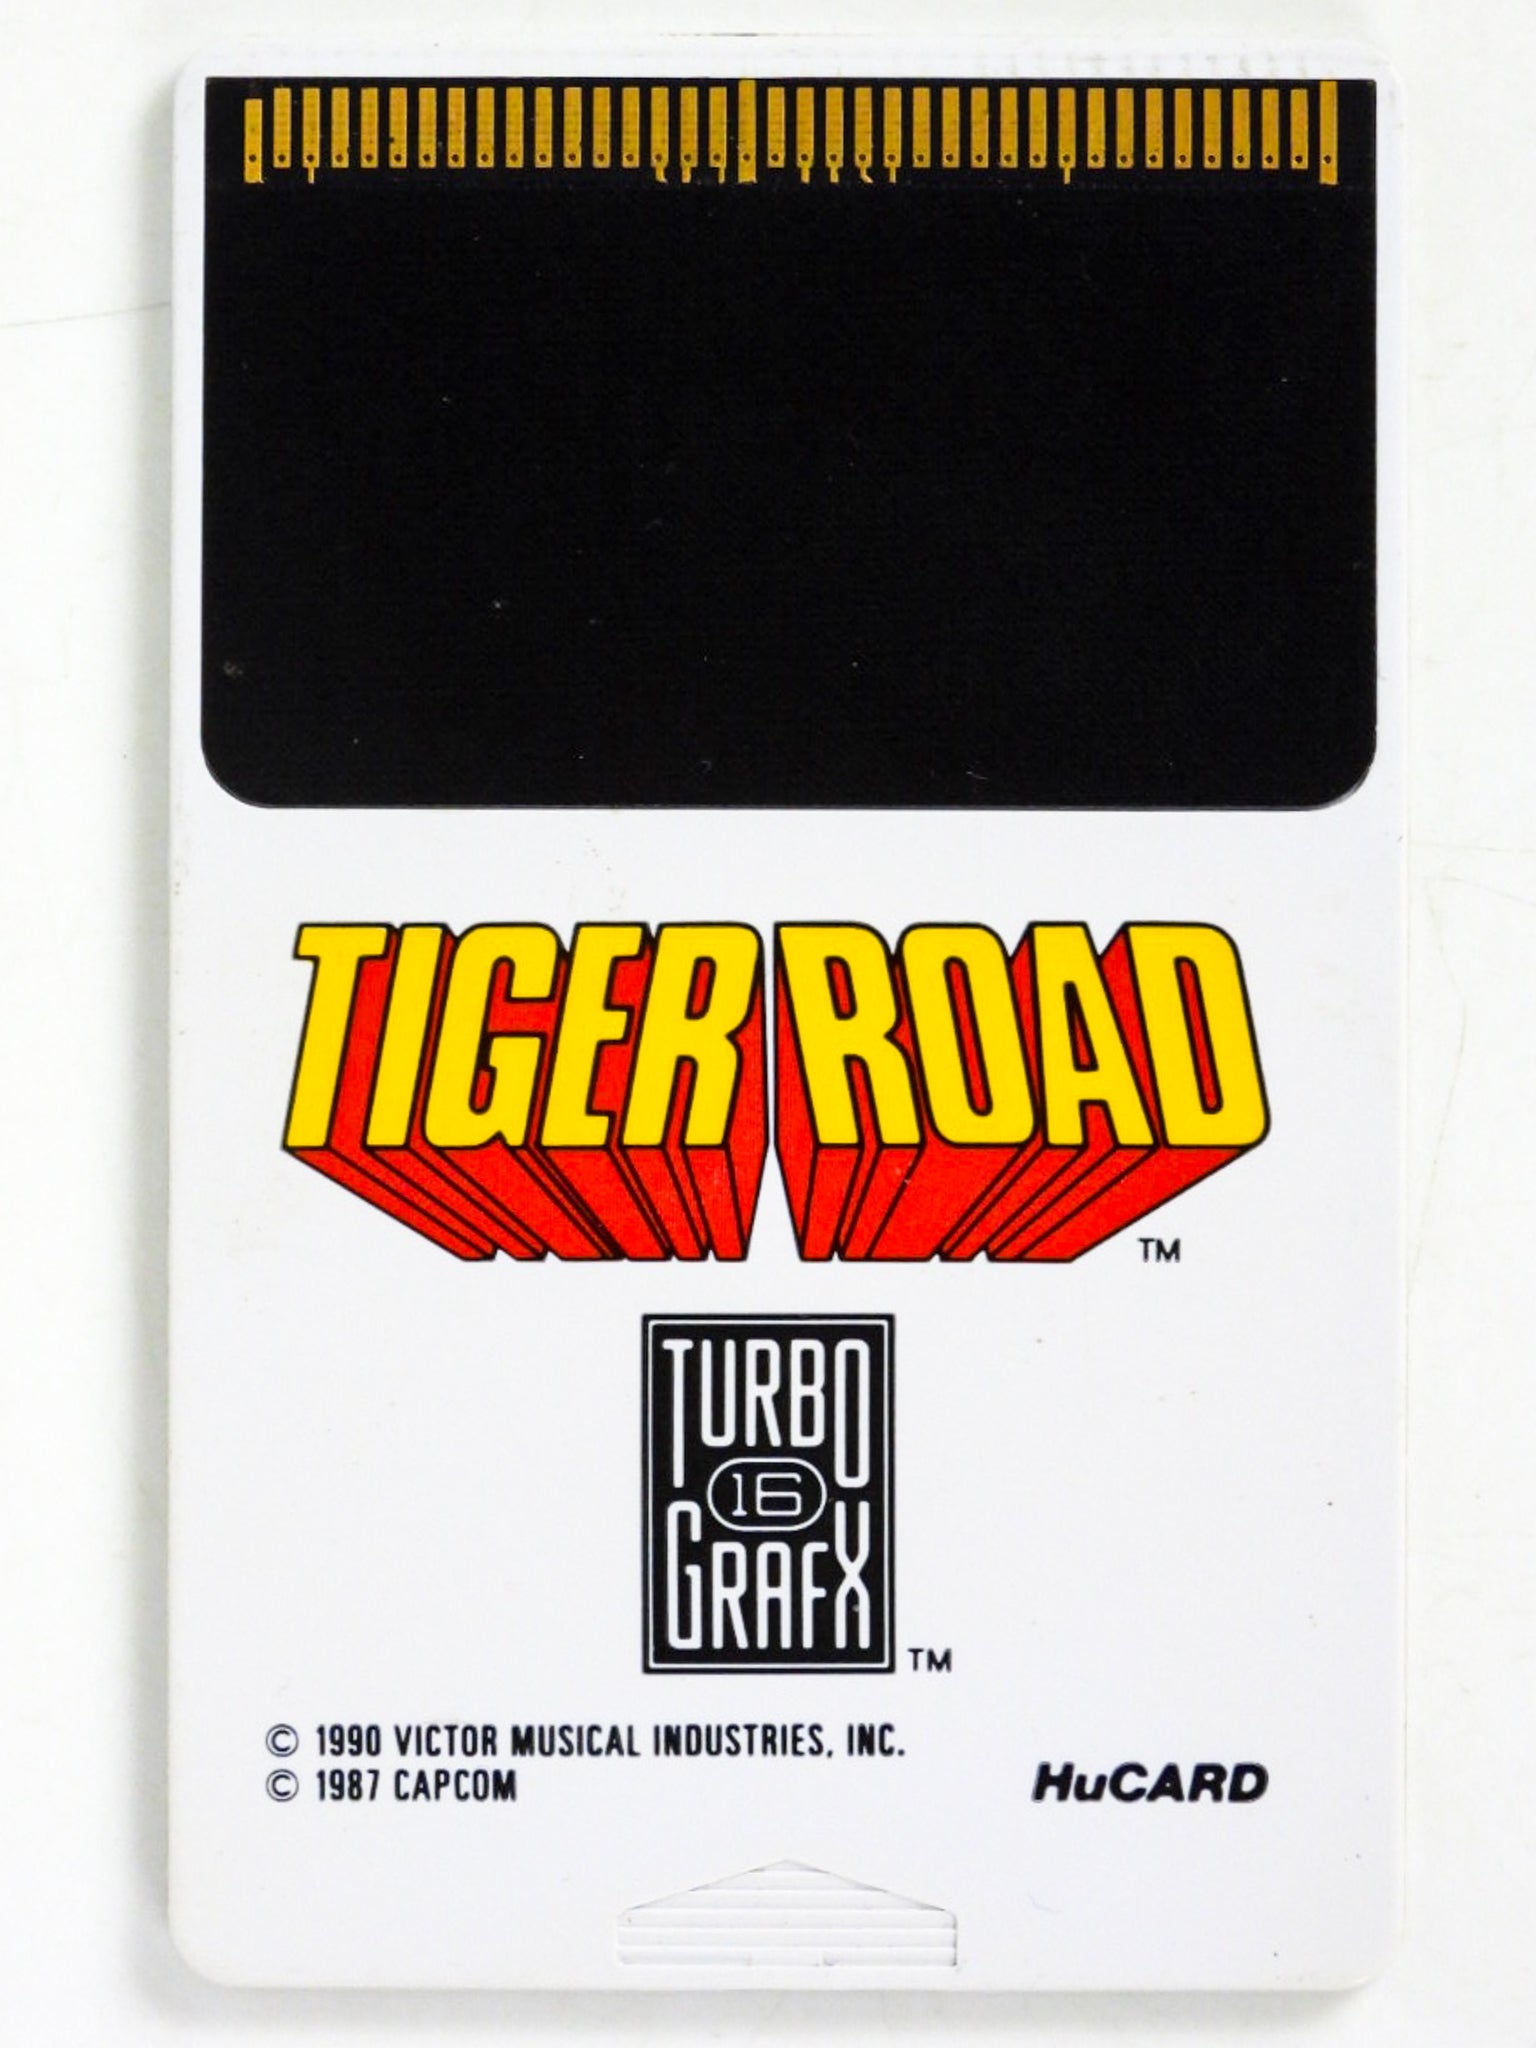 TIGER ROAD
TM
TURBO
16
GRAFX
TM
© 1990 VICTOR MUSICAL INDUSTRIES, INC.
© 1987 CAPCOM
HuCARD